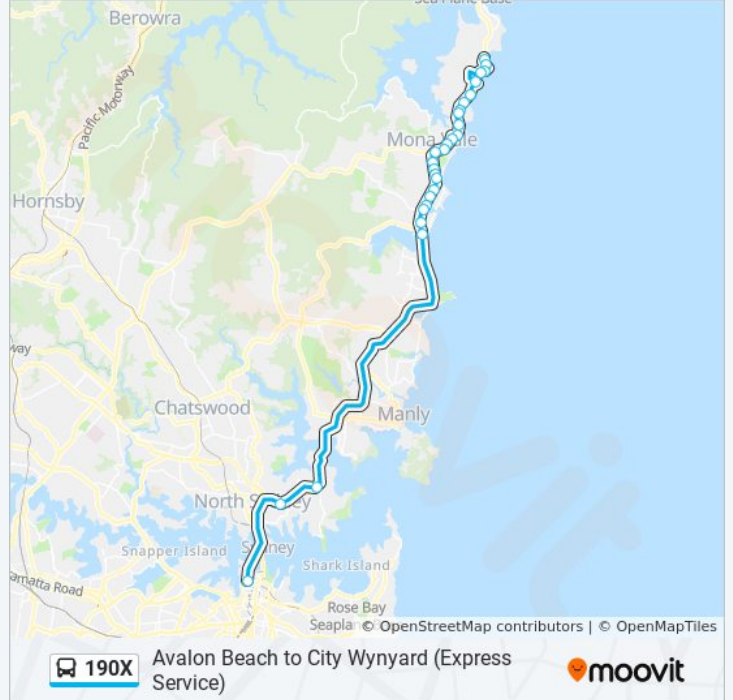 Sea Plane Base
Berowra
Pacific Motorway
Mona Vale
Hornsby
way
Chatswood
Manly
North Sydney
Snapper Island
Sydney
Shark Island
amatta Road
Rose Bay
Seaplan
© OpenStreetMap contributors | © OpenMapTiles
190X
Avalon Beach to City Wynyard (Express
Service)
moovit